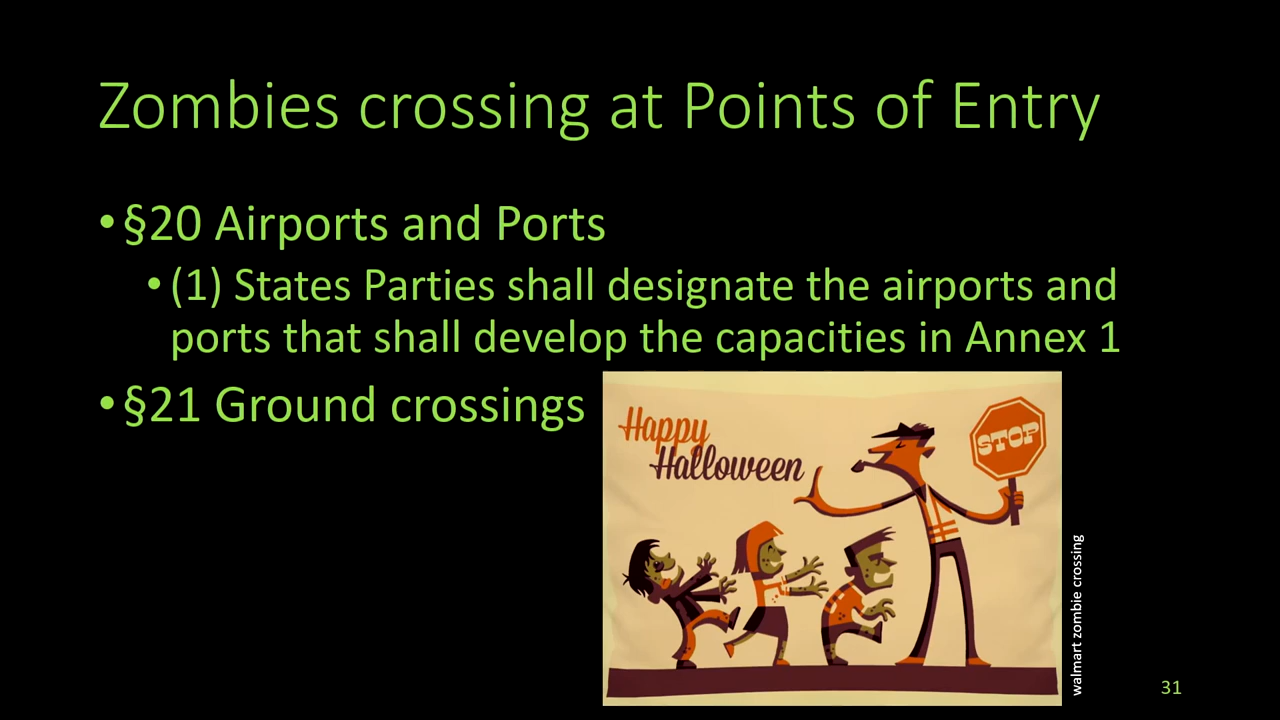 Zombies crossing at Points of Entry
•§20 Airports and Ports
•(1) States Parties shall designate the airports and
ports that shall develop the capacities in Annex 1
•§21 Ground crossings
Happy
Halloween
STOP
walmart zombie crossing
31